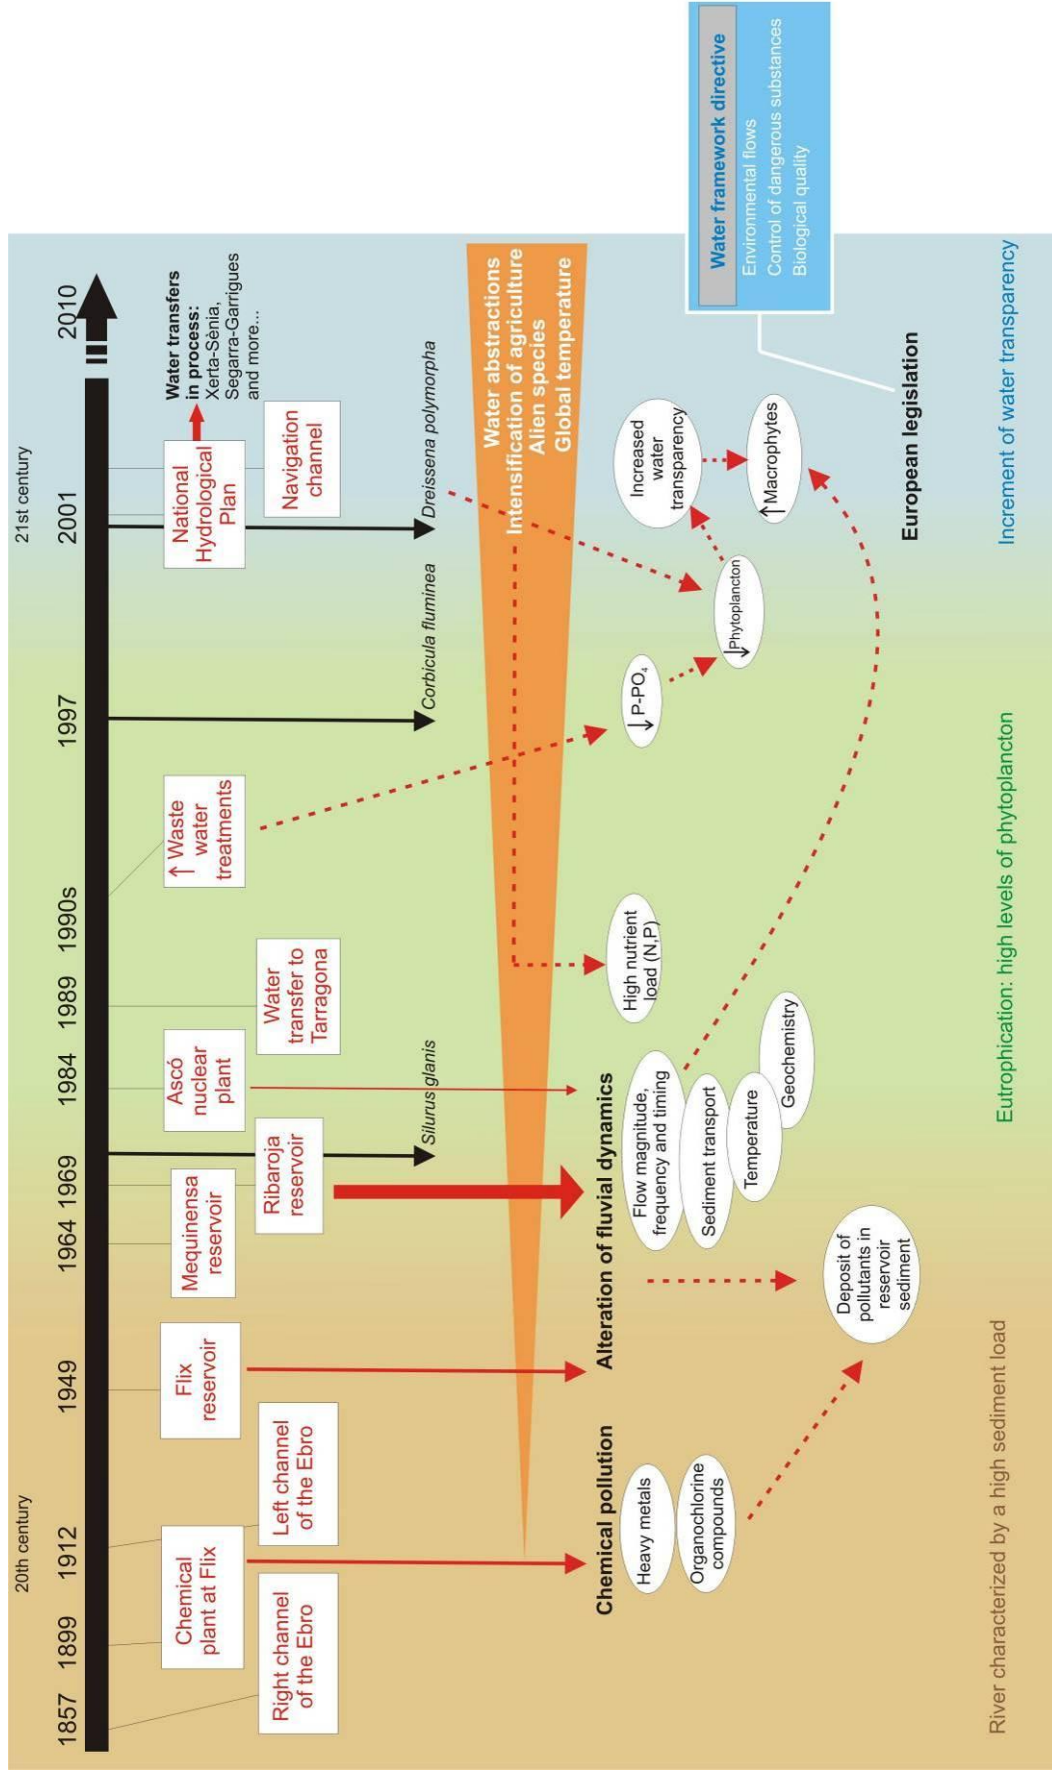 20th century
21st century
1857
1899
1912
1949
1964
1969
1984
1989
1990s
1997
2001
2010
Right channel
of the Ebro
Chemical
plant at Flix
Left channel
of the Ebro
Flix
reservoir
Mequinensa
reservoir
Ribaroja
reservoir
Ascó
nuclear
plant
Water
transfer to
Tarragona
↑ Waste
water
treatments
National
Hydrological
Plan
Navigation
channel
Water transfers
in process:
Xerta-Sènia,
Segarra-Garrigues
and more...
Silurus glanis
Corbicula fluminea
Dreissena polymorpha
Water abstractions
Intensification of agriculture
Alien species
Global temperature
Chemical pollution
Heavy metals
Organochlorine
compounds
Alteration of fluvial dynamics
Flow magnitude,
frequency and timing
Sediment transport
Temperature
Geochemistry
Deposit of
pollutants in
reservoir
sediment
High nutrient
load (N,P)
↓ P-PO₄
↓ Phytoplancton
Increased
water
transparency
↑ Macrophytes
European legislation
Water framework directive
Environmental flows
Control of dangerous substances
Biological quality
River characterized by a high sediment load
Eutrophication: high levels of phytoplancton
Increment of water transparency